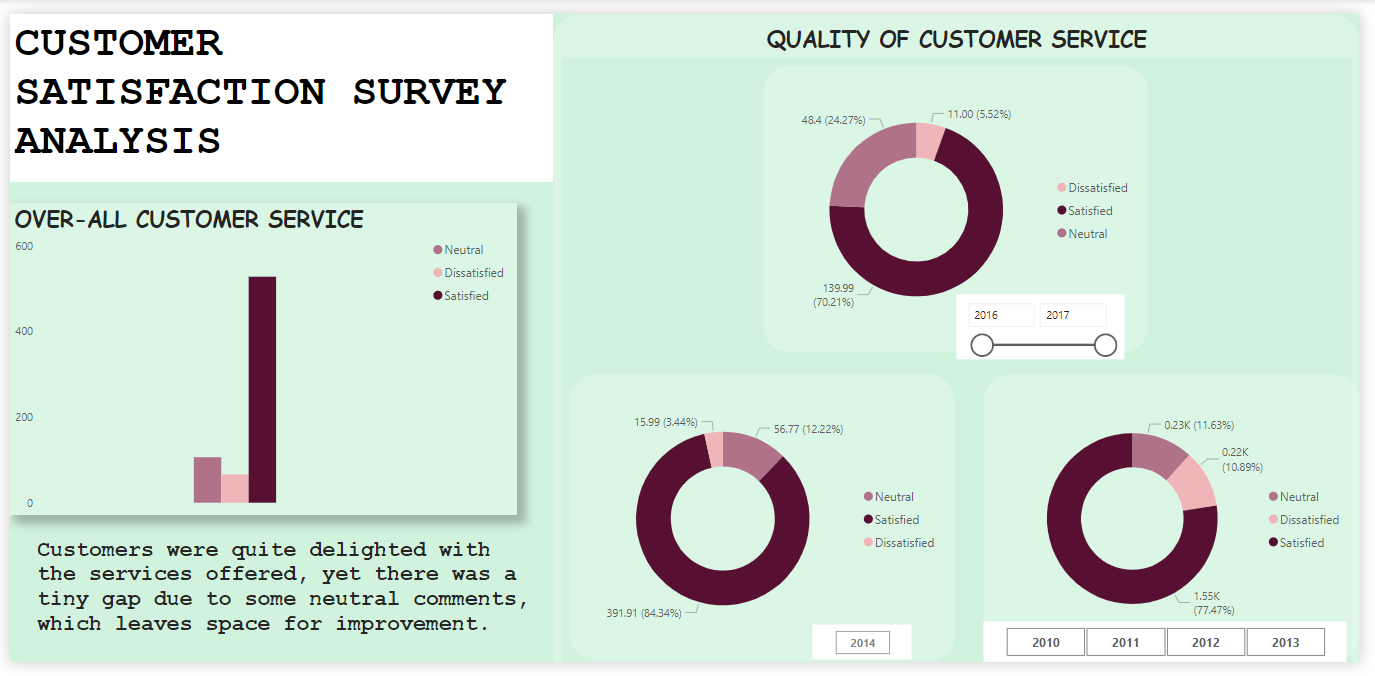 CUSTOMER
SATISFACTION SURVEY
ANALYSIS
OVER-ALL CUSTOMER SERVICE
600
400
200
0
Neutral
Dissatisfied
Satisfied
Customers were quite delighted with
the services offered, yet there was a
tiny gap due to some neutral comments,
which leaves space for improvement.
QUALITY OF CUSTOMER SERVICE
48.4 (24.27%)
11.00 (5.52%)
139.99
(70.21%)
Dissatisfied
Satisfied
Neutral
2016 2017
15.99 (3.44%)
56.77 (12.22%)
391.91 (84.34%)
Neutral
Satisfied
Dissatisfied
2014
0.23K (11.63%)
0.22K
(10.89%)
1.55K
(77.47%)
Neutral
Dissatisfied
Satisfied
2010 2011 2012 2013